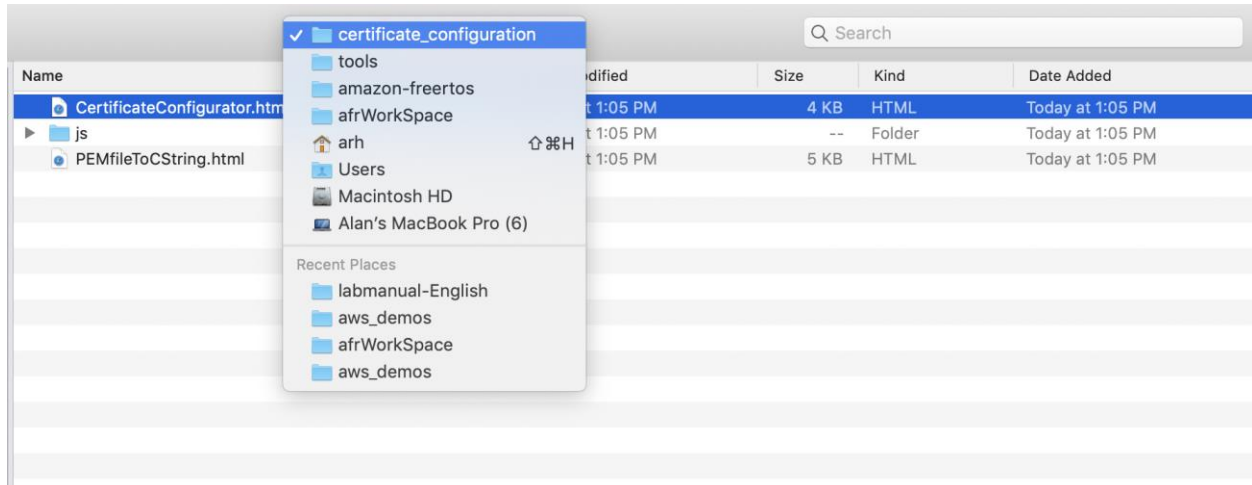 Search
certificate_configuration
tools
amazon-freertos
afrWorkSpace
arh ⇧⌘H
Users
Macintosh HD
Alan's MacBook Pro (6)
Recent Places
labmanual-English
aws_demos
afrWorkSpace
aws_demos
Name dified Size Kind Date Added
CertificateConfigurator.htm t 1:05 PM 4 KB HTML Today at 1:05 PM
js t 1:05 PM -- Folder Today at 1:05 PM
PEMfileToCString.html t 1:05 PM 5 KB HTML Today at 1:05 PM